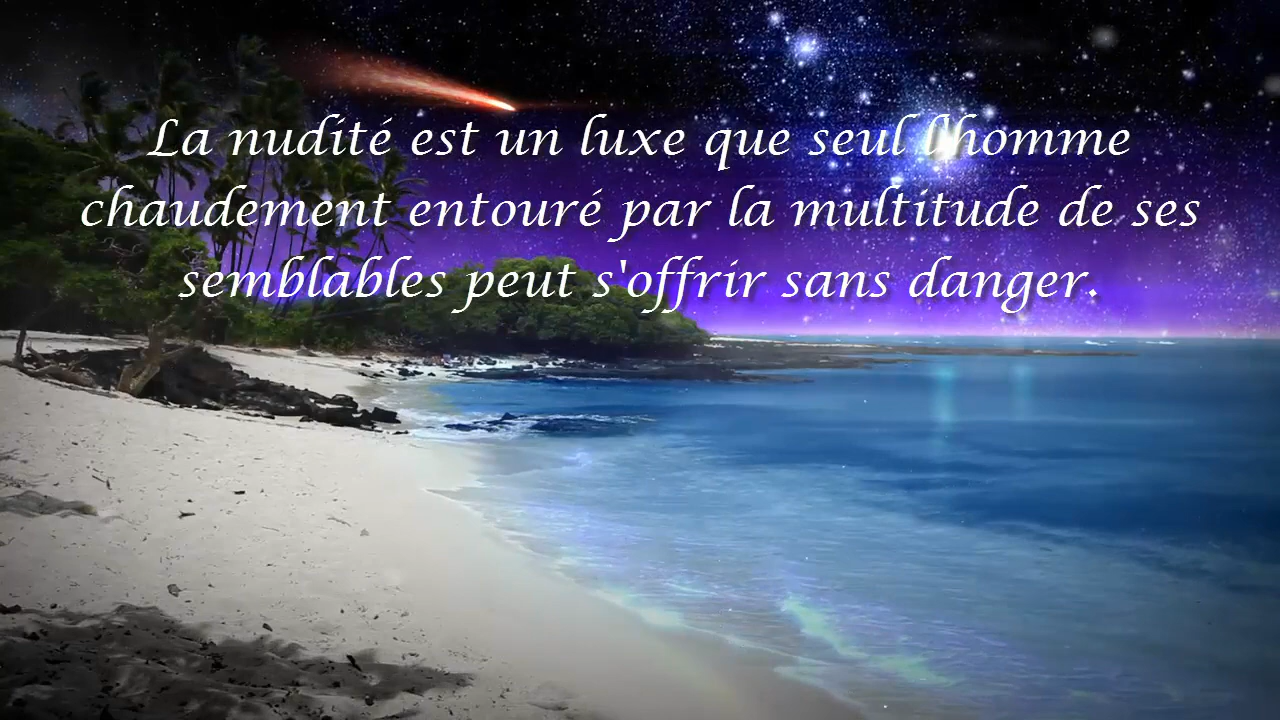 La nudité est un luxe que seul l'homme
chaudement entouré par la multitude de ses
semblables peut s'offrir sans danger.